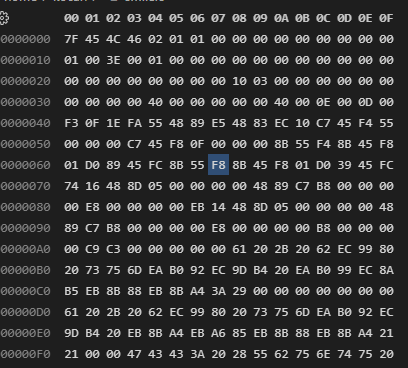 00 01 02 03 04 05 06 07 08 09 0A 0B 0C 0D 0E 0F
00000000 7F 45 4C 46 02 01 01 00 00 00 00 00 00 00 00 00
00000010 01 00 3E 00 01 00 00 00 00 00 00 00 00 00 00 00
00000020 00 00 00 00 00 00 00 00 10 03 00 00 00 00 00 00
00000030 00 00 00 00 40 00 00 00 00 00 40 00 0E 00 0D 00
00000040 F3 0F 1E FA 55 48 89 E5 48 83 EC 10 C7 45 F4 55
00000050 00 00 00 C7 45 F8 0F 00 00 00 8B 55 F4 8B 45 F8
00000060 01 D0 89 45 FC 8B 55 F8 8B 45 F8 01 D0 39 45 FC
00000070 74 16 48 8D 05 00 00 00 00 48 89 C7 B8 00 00 00
00000080 00 E8 00 00 00 00 EB 14 48 8D 05 00 00 00 00 48
00000090 89 C7 B8 00 00 00 00 E8 00 00 00 00 B8 00 00 00
000000A0 00 C9 C3 00 00 00 00 00 61 20 2B 20 62 EC 99 80
000000B0 20 73 75 6D EA B0 92 EC 9D B4 20 EA B0 99 EC 8A
000000C0 B5 EB 8B 88 EB 8B A4 3A 29 00 00 00 00 00 00 00
000000D0 61 20 2B 20 62 EC 99 80 20 73 75 6D EA B0 92 EC
000000E0 9D B4 20 EB 8B A4 EB A6 85 EB 8B 88 EB 8B A4 21
000000F0 21 00 00 47 43 43 3A 20 28 55 62 75 6E 74 75 20